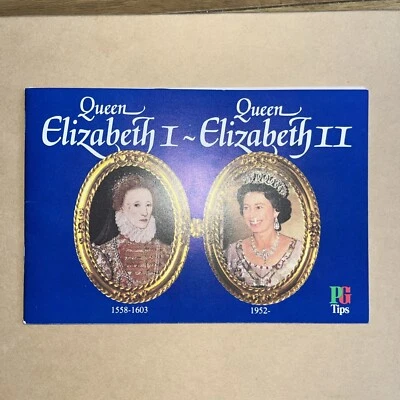 Queen Queen
Elizabeth I ~ Elizabeth II
1558-1603 1952-
PG
Tips